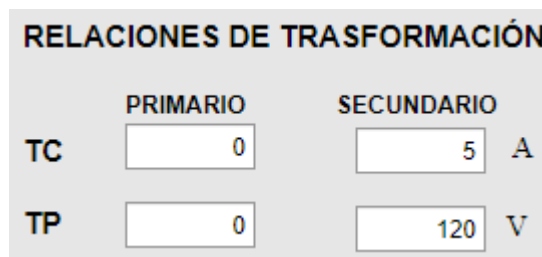 RELACIONES DE TRASFORMACIÓN
PRIMARIO SECUNDARIO
TC 0 5 A
TP 0 120 V